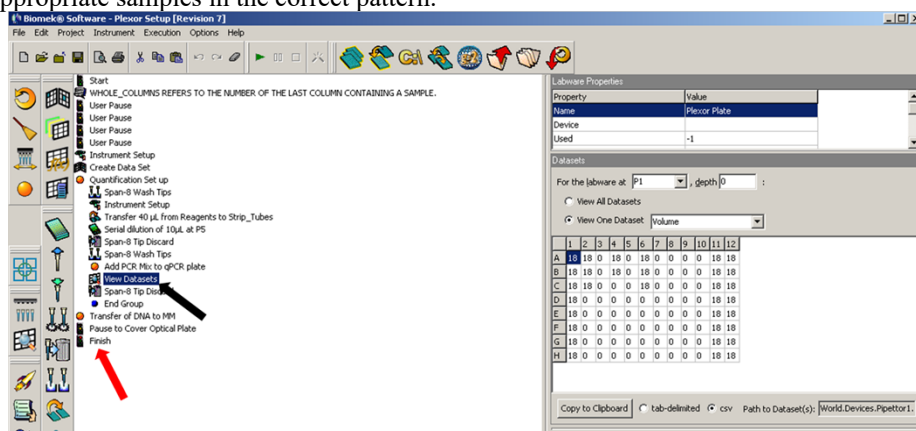 ppropriate samples in the correct pattern.
Biomek® Software - Plexor Setup [Revision 7]
File Edit Project Instrument Execution Options Help
Start
WHOLE_COLUMNS REFERS TO THE NUMBER OF THE LAST COLUMN CONTAINING A SAMPLE.
User Pause
User Pause
User Pause
User Pause
Instrument Setup
Create Data Set
Quantification Set up
Span-8 Wash Tips
Instrument Setup
Transfer 40 µL from Reagents to Strip_Tubes
Serial dilution of 10µL at P5
Span-8 Tip Discard
Span-8 Wash Tips
Add PCR Mix to qPCR plate
View Datasets
Span-8 Tip
End Group
Transfer of DNA to MM
Pause to Cover Optical Plate
Finish
Labware Properties
Property Value
Name Plexor Plate
Device
Used -1
Datasets
For the labware at P1 , depth 0 :
View All Datasets
View One Dataset Volume
1 2 3 4 5 6 7 8 9 10 11 12
A 18 18 0 18 0 18 0 0 0 0 18 18
B 18 18 0 18 0 18 0 0 0 0 18 18
C 18 18 0 0 0 18 0 0 0 0 18 18
D 18 0 0 0 0 0 0 0 0 0 18 18
E 18 0 0 0 0 0 0 0 0 0 18 18
F 18 0 0 0 0 0 0 0 0 0 18 18
G 18 0 0 0 0 0 0 0 0 0 18 18
H 18 0 0 0 0 0 0 0 0 0 18 18
Copy to Clipboard tab-delimited csv Path to Dataset(s): World.Devices.Pipettor1.